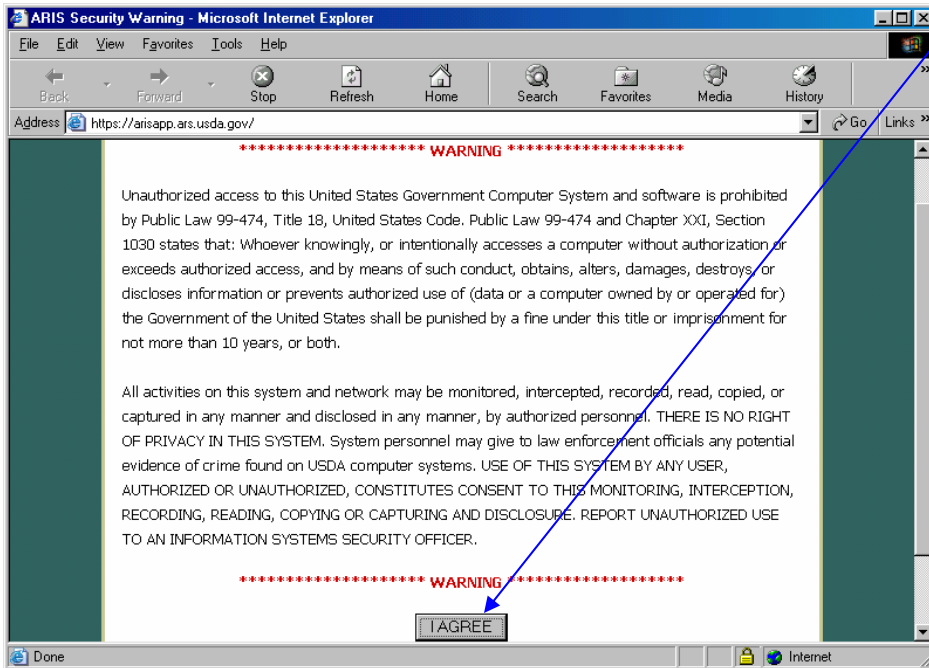 ARIS Security Warning - Microsoft Internet Explorer
File Edit View Favorites Tools Help
Back Forward Stop Refresh Home Search Favorites Media History »
Address https://arisapp.ars.usda.gov/ Go Links »
******************** WARNING *******************
Unauthorized access to this United States Government Computer System and software is prohibited
by Public Law 99-474, Title 18, United States Code. Public Law 99-474 and Chapter XXI, Section
1030 states that: Whoever knowingly, or intentionally accesses a computer without authorization or
exceeds authorized access, and by means of such conduct, obtains, alters, damages, destroys, or
discloses information or prevents authorized use of (data or a computer owned by or operated for)
the Government of the United States shall be punished by a fine under this title or imprisonment for
not more than 10 years, or both.
All activities on this system and network may be monitored, intercepted, recorded, read, copied, or
captured in any manner and disclosed in any manner, by authorized personnel. THERE IS NO RIGHT
OF PRIVACY IN THIS SYSTEM. System personnel may give to law enforcement officials any potential
evidence of crime found on USDA computer systems. USE OF THIS SYSTEM BY ANY USER,
AUTHORIZED OR UNAUTHORIZED, CONSTITUTES CONSENT TO THIS MONITORING, INTERCEPTION,
RECORDING, READING, COPYING OR CAPTURING AND DISCLOSURE. REPORT UNAUTHORIZED USE
TO AN INFORMATION SYSTEMS SECURITY OFFICER.
******************** WARNING *******************
I AGREE
Done Internet